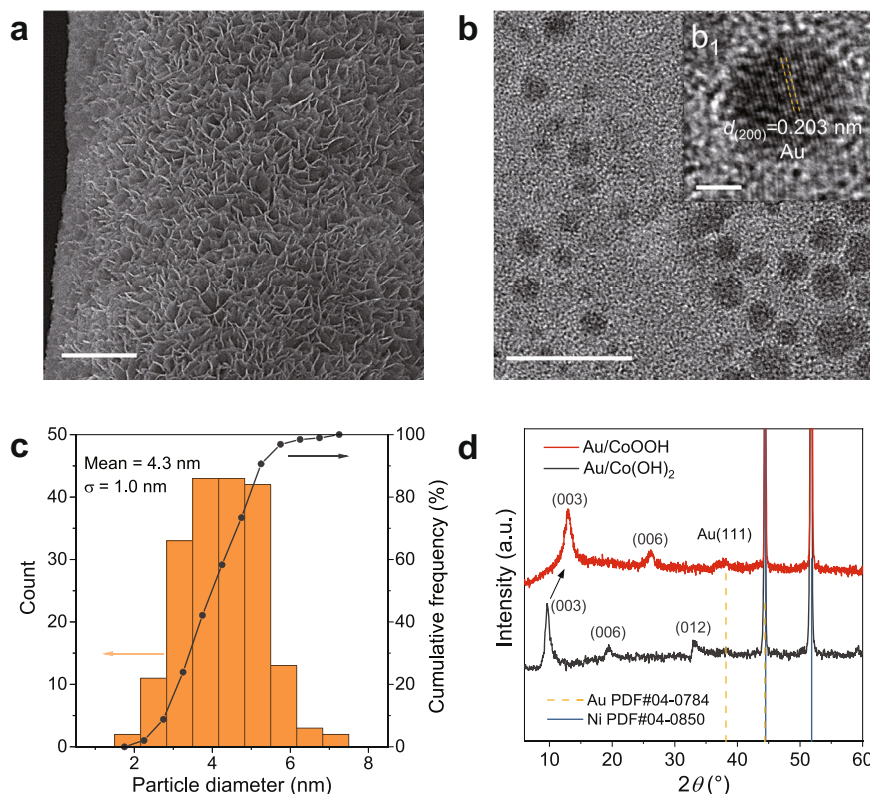 a
b
b1
d(200)=0.203 nm
Au
c
Mean = 4.3 nm
σ = 1.0 nm
50
40
30
20
10
0
Count
100
80
60
40
20
0
Cumulative frequency (%)
2
4
6
8
Particle diameter (nm)
d
Au/CoOOH
Au/Co(OH)2
(003)
(006)
Au(111)
(003)
(006)
(012)
Au PDF#04-0784
Ni PDF#04-0850
Intensity (a.u.)
10
20
30
40
50
60
2θ (°)